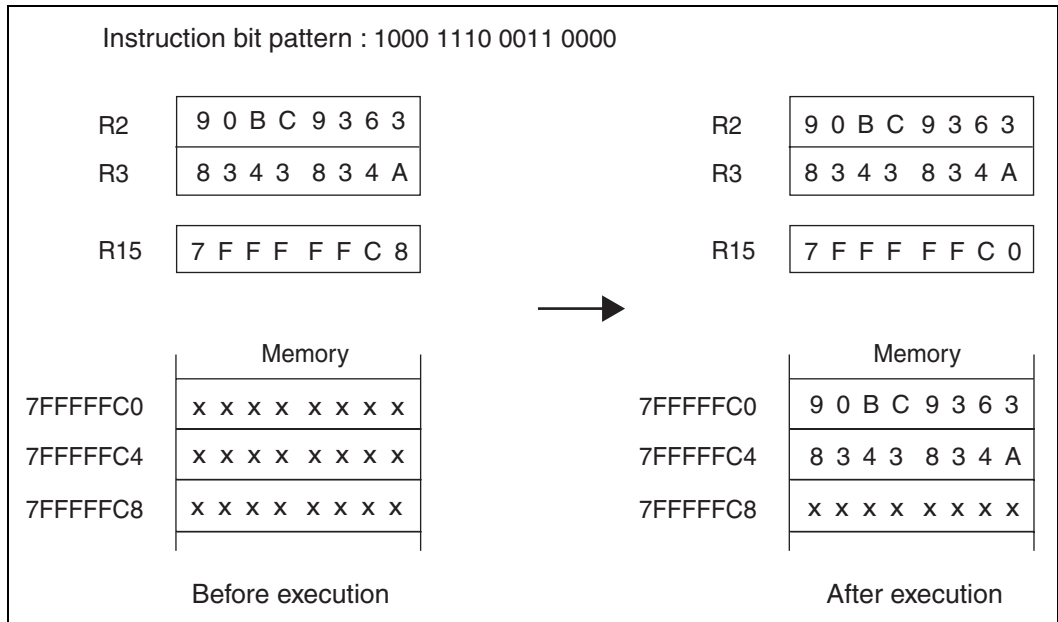 Instruction bit pattern : 1000 1110 0011 0000
R2 9 0 B C 9 3 6 3 R2 9 0 B C 9 3 6 3
R3 8 3 4 3 8 3 4 A R3 8 3 4 3 8 3 4 A
R15 7 F F F F F C 8 R15 7 F F F F F C 0
Memory Memory
7FFFFFC0 x x x x x x x x 7FFFFFC0 9 0 B C 9 3 6 3
7FFFFFC4 x x x x x x x x 7FFFFFC4 8 3 4 3 8 3 4 A
7FFFFFC8 x x x x x x x x 7FFFFFC8 x x x x x x x x
Before execution After execution